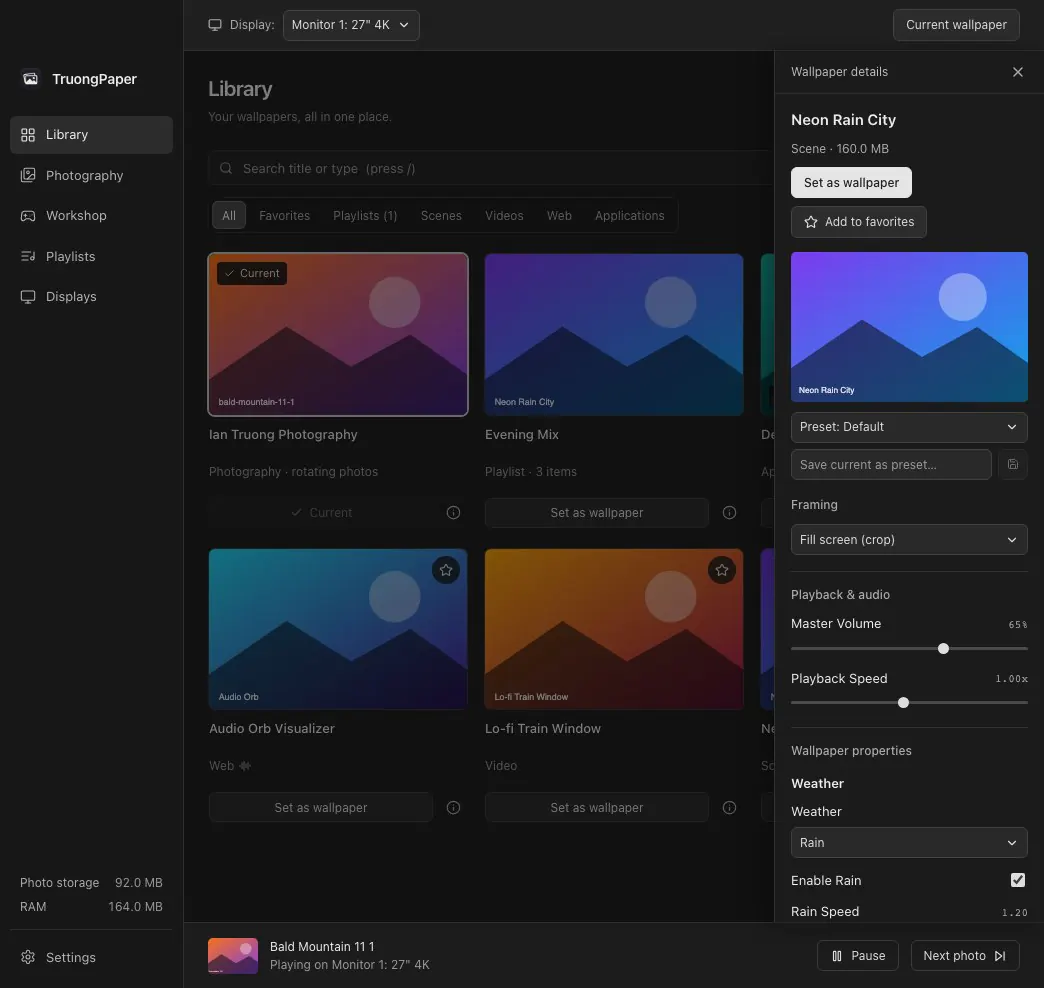 Display:
Monitor 1: 27" 4K
Current wallpaper
TruongPaper
Library
Photography
Workshop
Playlists
Displays
Photo storage 92.0 MB
RAM 164.0 MB
Settings
Library
Your wallpapers, all in one place.
Search title or type (press /)
All Favorites Playlists (1) Scenes Videos Web Applications
Current
bald-mountain-11-1
Ian Truong Photography
Photography · rotating photos
Current
Neon Rain City
Evening Mix
Playlist · 3 items
Set as wallpaper
De
Ap
Audio Orb
Audio Orb Visualizer
Web
Set as wallpaper
Lo-fi Train Window
Lo-fi Train Window
Video
Set as wallpaper
N
Ne
Sc
Wallpaper details
Neon Rain City
Scene · 160.0 MB
Set as wallpaper
Add to favorites
Neon Rain City
Preset: Default
Save current as preset...
Framing
Fill screen (crop)
Playback & audio
Master Volume 65%
Playback Speed 1.00x
Wallpaper properties
Weather
Weather
Rain
Enable Rain
Rain Speed 1.20
Bald Mountain 11 1
Playing on Monitor 1: 27" 4K
Pause
Next photo